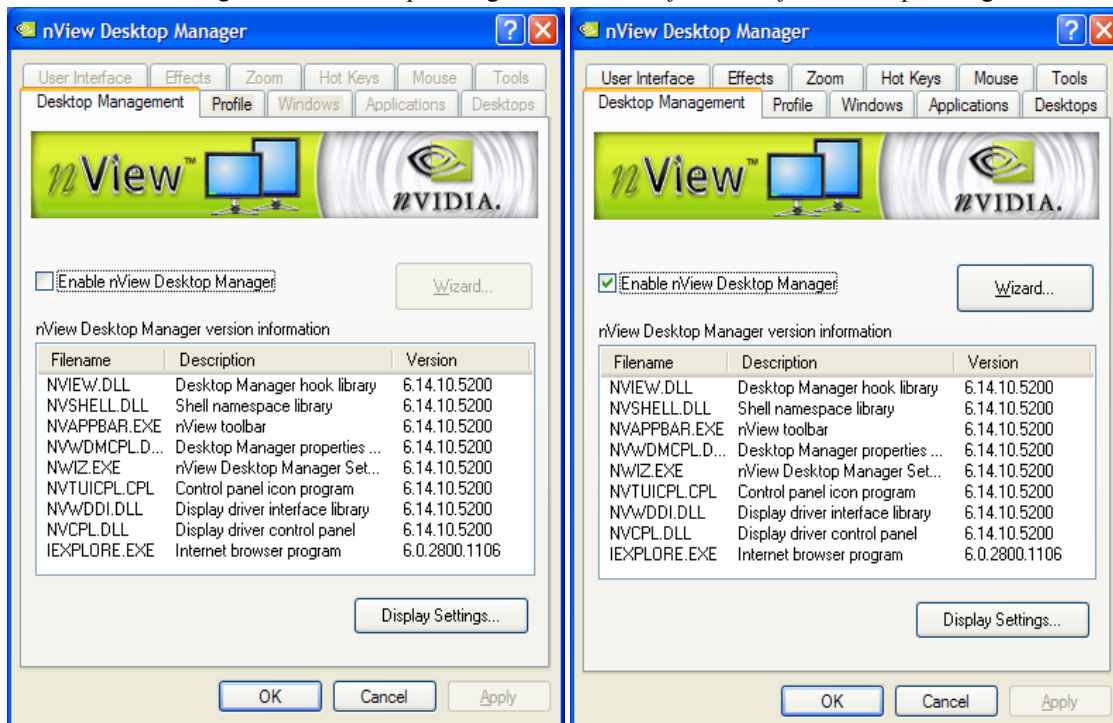 nView Desktop Manager
User Interface Effects Zoom Hot Keys Mouse Tools
Desktop Management Profile Windows Applications Desktops
nView™ nVIDIA.
Enable nView Desktop Manager Wizard...
nView Desktop Manager version information
Filename Description Version
NVIEW.DLL Desktop Manager hook library 6.14.10.5200
NVSHELL.DLL Shell namespace library 6.14.10.5200
NVAPPBAR.EXE nView toolbar 6.14.10.5200
NVWDMCPL.D... Desktop Manager properties ... 6.14.10.5200
NWIZ.EXE nView Desktop Manager Set... 6.14.10.5200
NVTUICPL.CPL Control panel icon program 6.14.10.5200
NVWDDI.DLL Display driver interface library 6.14.10.5200
NVCPL.DLL Display driver control panel 6.14.10.5200
IEXPLORE.EXE Internet browser program 6.0.2800.1106
Display Settings...
OK Cancel Apply
nView Desktop Manager
User Interface Effects Zoom Hot Keys Mouse Tools
Desktop Management Profile Windows Applications Desktops
nView™ nVIDIA.
Enable nView Desktop Manager Wizard...
nView Desktop Manager version information
Filename Description Version
NVIEW.DLL Desktop Manager hook library 6.14.10.5200
NVSHELL.DLL Shell namespace library 6.14.10.5200
NVAPPBAR.EXE nView toolbar 6.14.10.5200
NVWDMCPL.D... Desktop Manager properties ... 6.14.10.5200
NWIZ.EXE nView Desktop Manager Set... 6.14.10.5200
NVTUICPL.CPL Control panel icon program 6.14.10.5200
NVWDDI.DLL Display driver interface library 6.14.10.5200
NVCPL.DLL Display driver control panel 6.14.10.5200
IEXPLORE.EXE Internet browser program 6.0.2800.1106
Display Settings...
OK Cancel Apply